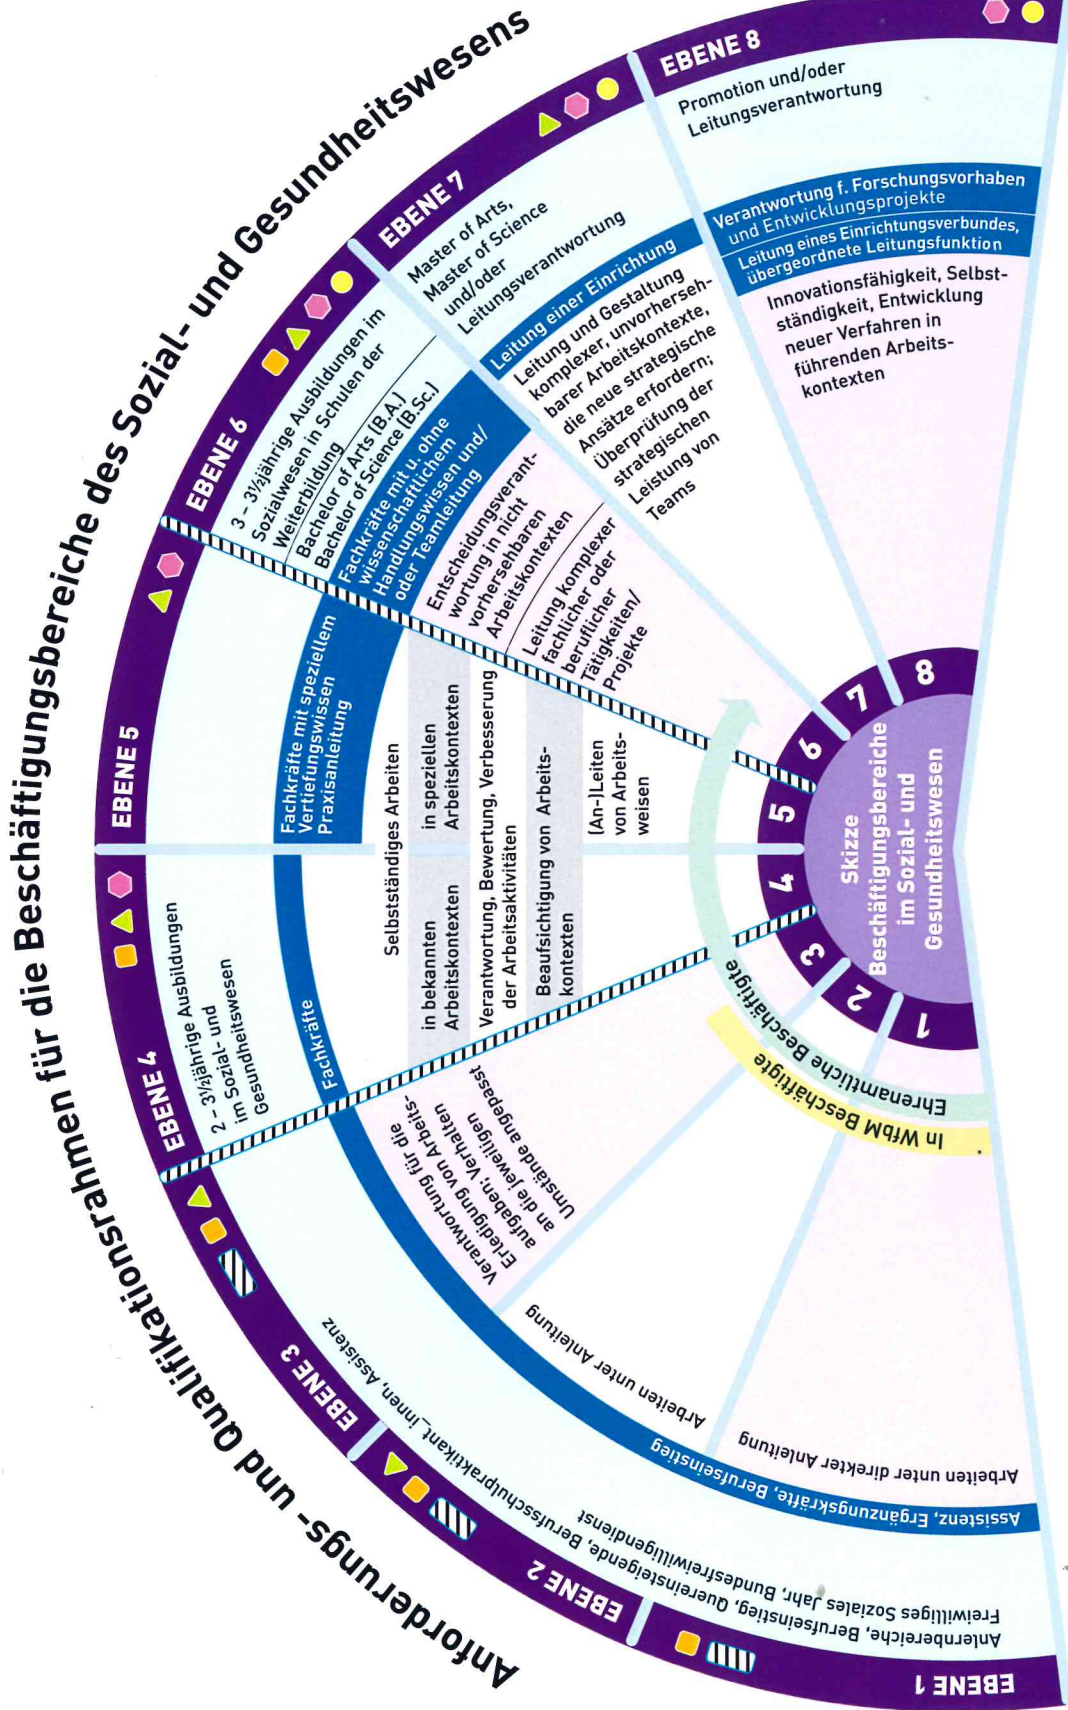 Anforderungs- und Qualifikationsrahmen für die Beschäftigungsbereiche des Sozial- und Gesundheitswesens
EBENE 1
EBENE 2
EBENE 3
Anlernbereiche, Berufseinstieg, Quereinsteigende, Berufsschulpraktikant_innen, Assistenz
Freiwilliges Soziales Jahr, Bundesfreiwilligendienst
Assistenz, Ergänzungskräfte, Berufseinstieg
Arbeiten unter direkter Anleitung
Arbeiten unter Anleitung
Verantwortung für die
Erledigung von Arbeits-
aufgaben, Verhalten
an die jeweiligen
Umstände angepasst
EBENE 4
2 – 3½jährige Ausbildungen
im Sozial- und
Gesundheitswesen
Fachkräfte
EBENE 5
Fachkräfte mit speziellem
Vertiefungswissen
Praxisanleitung
Selbstständiges Arbeiten
in bekannten
Arbeitskontexten
in speziellen
Arbeitskontexten
Verantwortung, Bewertung, Verbesserung
der Arbeitsaktivitäten
Beaufsichtigung von Arbeits-
kontexten
(An-)Leiten
von Arbeits-
weisen
EBENE 6
3 – 3½jährige Ausbildungen im
Sozialwesen in Schulen der
Weiterbildung
Bachelor of Arts (B.A.)
Bachelor of Science (B.Sc.)
Fachkräfte mit u. ohne
wissenschaftlichem
Handlungswissen und/
oder Teamleitung
Entscheidungsverant-
wortung in nicht
vorhersehbaren
Arbeitskontexten
Leitung komplexer
fachlicher oder
beruflicher
Tätigkeiten/
Projekte
EBENE 7
Master of Arts,
Master of Science
und/oder
Leitungsverantwortung
Leitung einer Einrichtung
Leitung und Gestaltung
komplexer, unvorherseh-
barer Arbeitskontexte,
die neue strategische
Ansätze erfordern;
Überprüfung der
strategischen
Leistung von
Teams
EBENE 8
Promotion und/oder
Leitungsverantwortung
Verantwortung f. Forschungsvorhaben
und Entwicklungsprojekte
Leitung eines Einrichtungsverbundes,
übergeordnete Leitungsfunktion
Innovationsfähigkeit, Selbst-
ständigkeit, Entwicklung
neuer Verfahren in
führenden Arbeits-
kontexten
In WfbM Beschäftigte
Ehrenamtliche Beschäftigte
1
2
3
4
5
6
7
8
Skizze
Beschäftigungsbereiche
im Sozial- und
Gesundheitswesen